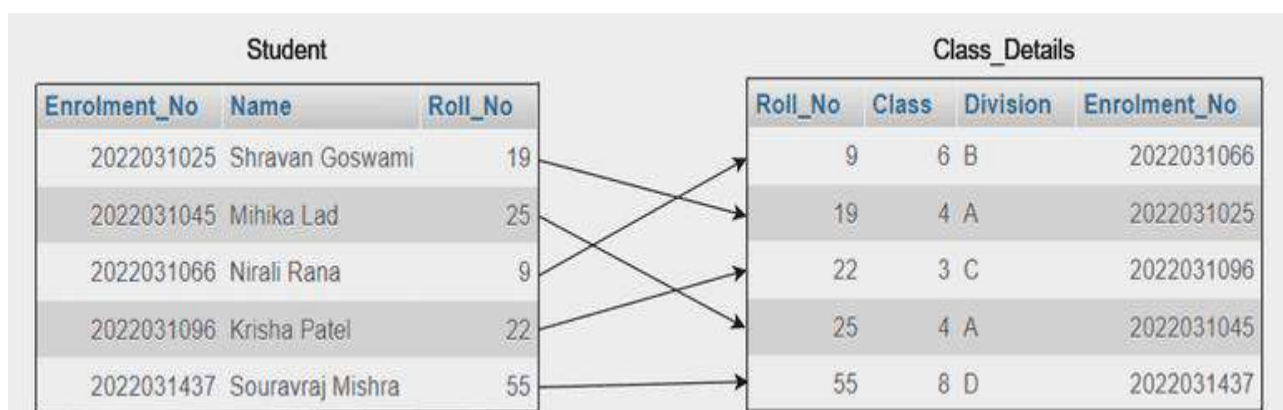 Student
Enrolment_No Name Roll_No
2022031025 Shravan Goswami 19
2022031045 Mihika Lad 25
2022031066 Nirali Rana 9
2022031096 Krisha Patel 22
2022031437 Souravraj Mishra 55
Class_Details
Roll_No Class Division Enrolment_No
9 6 B 2022031066
19 4 A 2022031025
22 3 C 2022031096
25 4 A 2022031045
55 8 D 2022031437